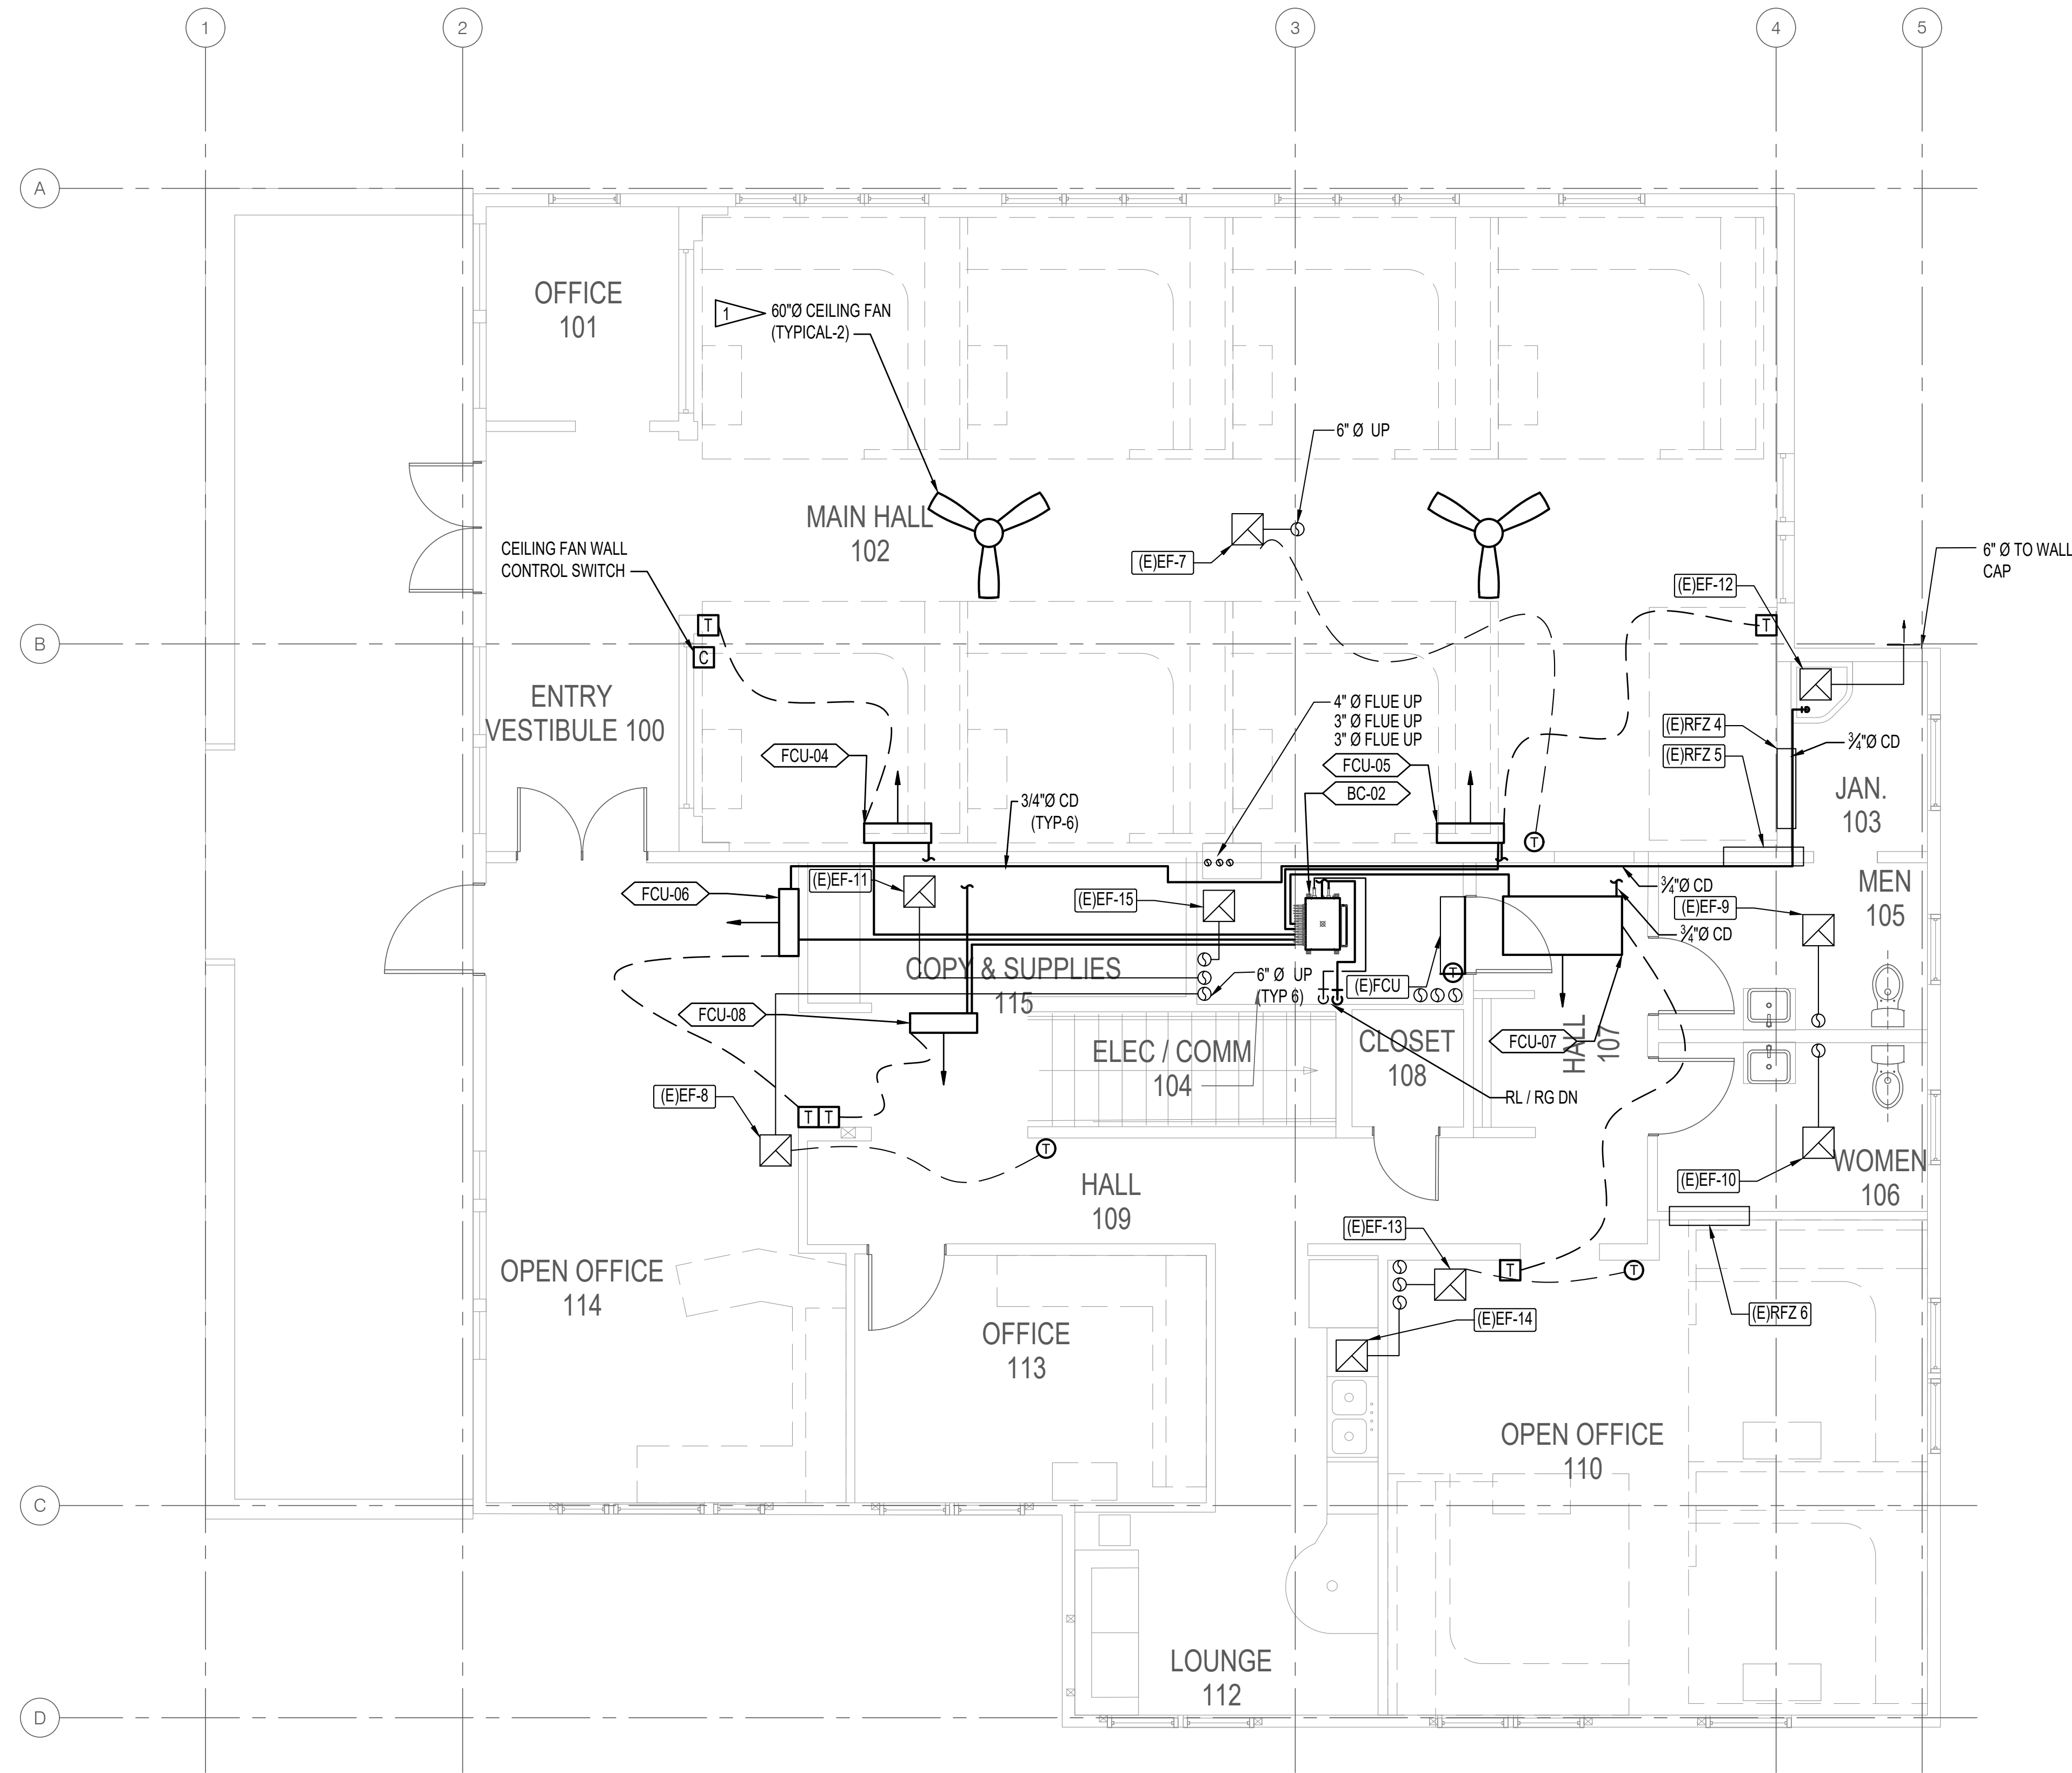 1
2
3
4
5
A
OFFICE
101
1
60"Ø CEILING FAN
(TYPICAL-2)
6" Ø UP
MAIN HALL
102
CEILING FAN WALL
CONTROL SWITCH
(E)EF-7
6" Ø TO WALL
CAP
(E)EF-12
T
T
B
C
ENTRY
VESTIBULE 100
4" Ø FLUE UP
3" Ø FLUE UP
3" Ø FLUE UP
(E)RFZ 4
¾"Ø CD
FCU-04
FCU-05
(E)RFZ 5
BC-02
JAN.
103
3/4"Ø CD
(TYP-6)
T
(E)EF-11
FCU-06
(E)EF-15
¾"Ø CD
MEN
105
(E)EF-9
¾"Ø CD
COPY & SUPPLIES
115
6" Ø UP
(TYP 6)
T
(E)FCU
FCU-08
ELEC / COMM
104
CLOSET
108
FCU-07
HALL
107
(E)EF-8
RL / RG DN
T T
T
WOMEN
106
(E)EF-10
HALL
109
(E)EF-13
T
T
OPEN OFFICE
114
(E)EF-14
(E)RFZ 6
OFFICE
113
OPEN OFFICE
110
C
LOUNGE
112
D